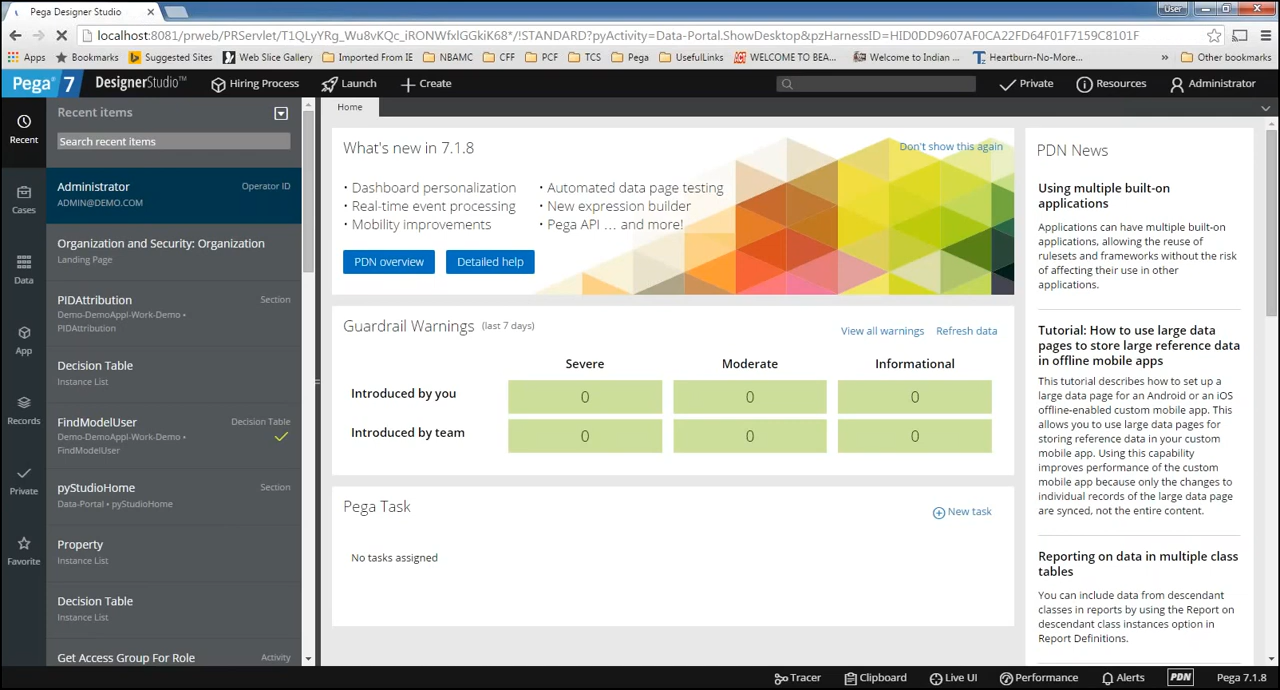 Pega Designer Studio
User
localhost:8081/prweb/PRServlet/T1QLyYRg_Wu8vKQc_iRONWfxlGGkiK68*/!STANDARD?pyActivity=Data-Portal.ShowDesktop&pzHarnessID=HID0DD9607AF0CA22FD64F01F7159C8101F
Apps Bookmarks Suggested Sites Web Slice Gallery Imported From IE NBAMC CFF PCF TCS Pega UsefulLinks WELCOME TO BEA... Welcome to Indian ... Heartburn-No-More... » Other bookmarks
Pega 7 DesignerStudio™ Hiring Process Launch Create Private Resources Administrator
Recent
Cases
Data
App
Records
Private
Favorite
Recent items
Search recent items
Administrator Operator ID
ADMIN@DEMO.COM
Organization and Security: Organization
Landing Page
PIDAttribution Section
Demo-DemoAppl-Work-Demo •
PIDAttribution
Decision Table
Instance List
FindModelUser Decision Table
Demo-DemoAppl-Work-Demo •
FindModelUser
pyStudioHome Section
Data-Portal • pyStudioHome
Property
Instance List
Decision Table
Instance List
Get Access Group For Role Activity
Home
What's new in 7.1.8
Don't show this again
• Dashboard personalization
• Real-time event processing
• Mobility improvements
• Automated data page testing
• New expression builder
• Pega API ... and more!
PDN overview
Detailed help
Guardrail Warnings (last 7 days)
View all warnings Refresh data
Severe Moderate Informational
Introduced by you 0 0 0
Introduced by team 0 0 0
Pega Task
New task
No tasks assigned
PDN News
Using multiple built-on
applications
Applications can have multiple built-on
applications, allowing the reuse of
rulesets and frameworks without the risk
of affecting their use in other
applications.
Tutorial: How to use large data
pages to store large reference data
in offline mobile apps
This tutorial describes how to set up a
large data page for an Android or an iOS
offline-enabled custom mobile app. This
allows you to use large data pages for
storing reference data in your custom
mobile app. Using this capability
improves performance of the custom
mobile app because only the changes to
individual records of the large data page
are synced, not the entire content.
Reporting on data in multiple class
tables
You can include data from descendant
classes in reports by using the Report on
descendant class instances option in
Report Definitions.
Tracer Clipboard Live UI Performance Alerts PDN Pega 7.1.8